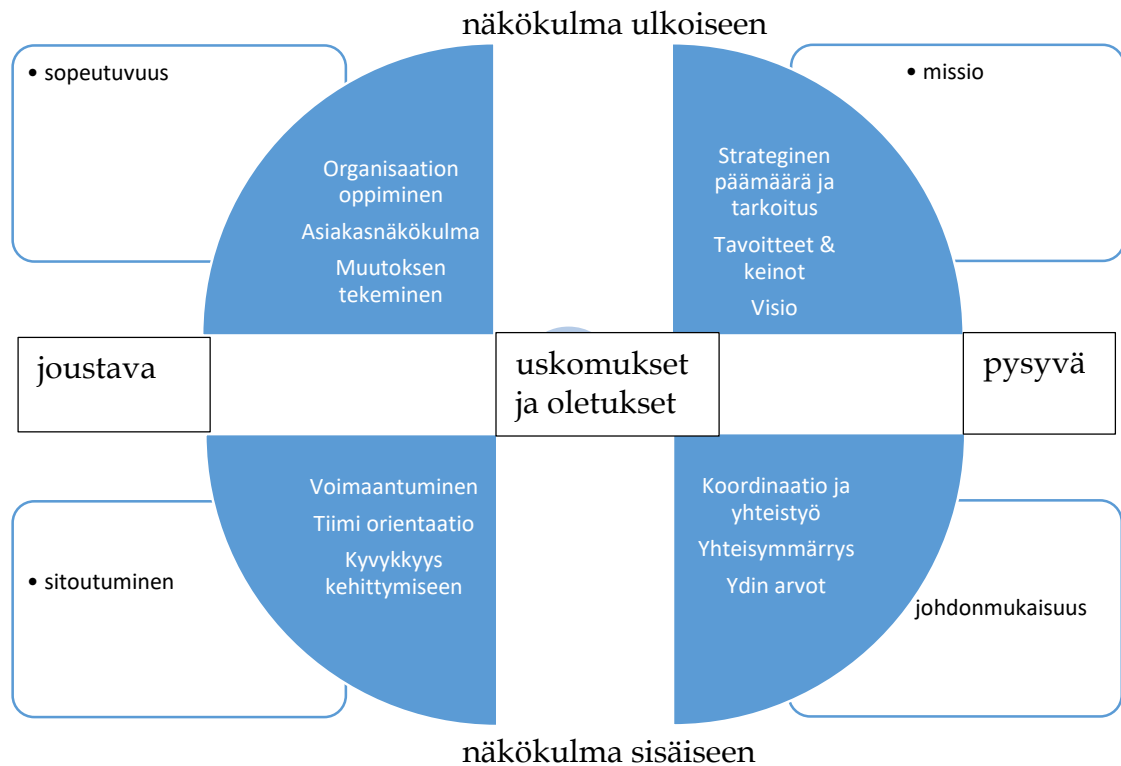 näkökulma ulkoiseen
• sopeutuvuus
• missio
Organisaation
oppiminen
Asiakasnäkökulma
Muutoksen
tekeminen
Strateginen
päämäärä ja
tarkoitus
Tavoitteet &
keinot
Visio
joustava
uskomukset
ja oletukset
pysyvä
Voimaantuminen
Tiimi orientaatio
Kyvykkyys
kehittymiseen
Koordinaatio ja
yhteistyö
Yhteisymmärrys
Ydin arvot
• sitoutuminen
johdonmukaisuus
näkökulma sisäiseen